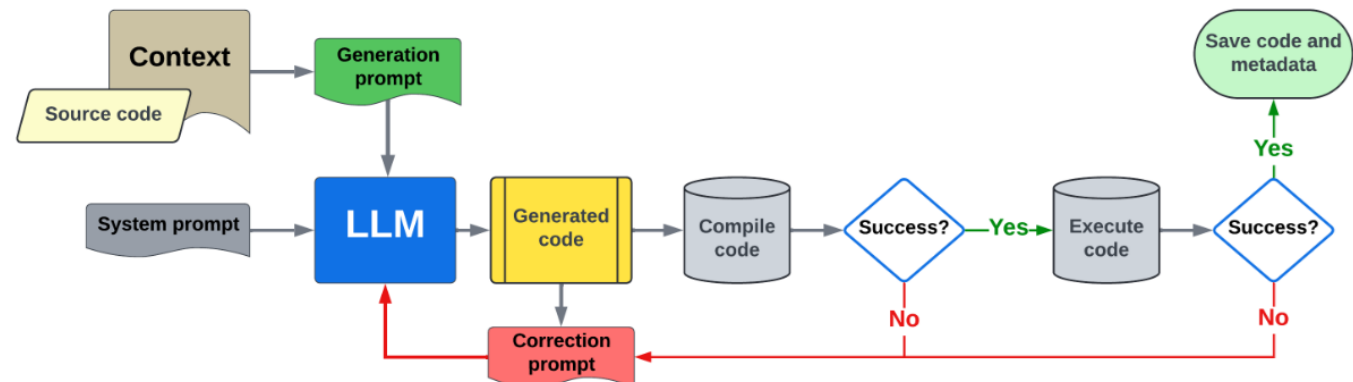 Context
Source code
Generation
prompt
Save code and
metadata
Yes
System prompt
LLM
Generated
code
Compile
code
Success?
Yes
Execute
code
Success?
No
No
Correction
prompt